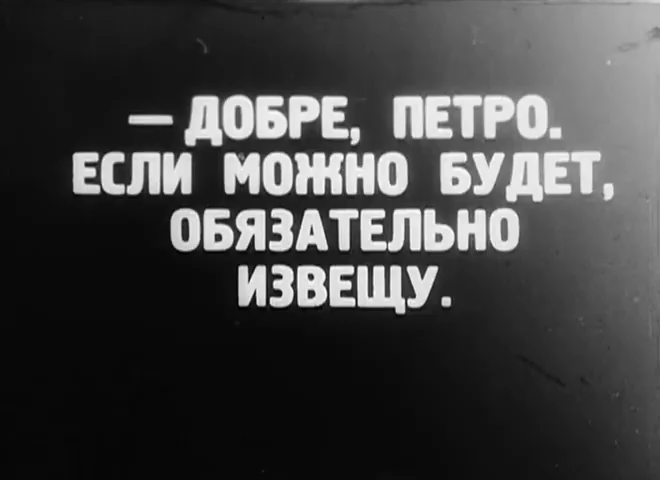 — ДОБРЕ, ПЕТРО.
ЕСЛИ МОЖНО БУДЕТ,
ОБЯЗАТЕЛЬНО
ИЗВЕЩУ.